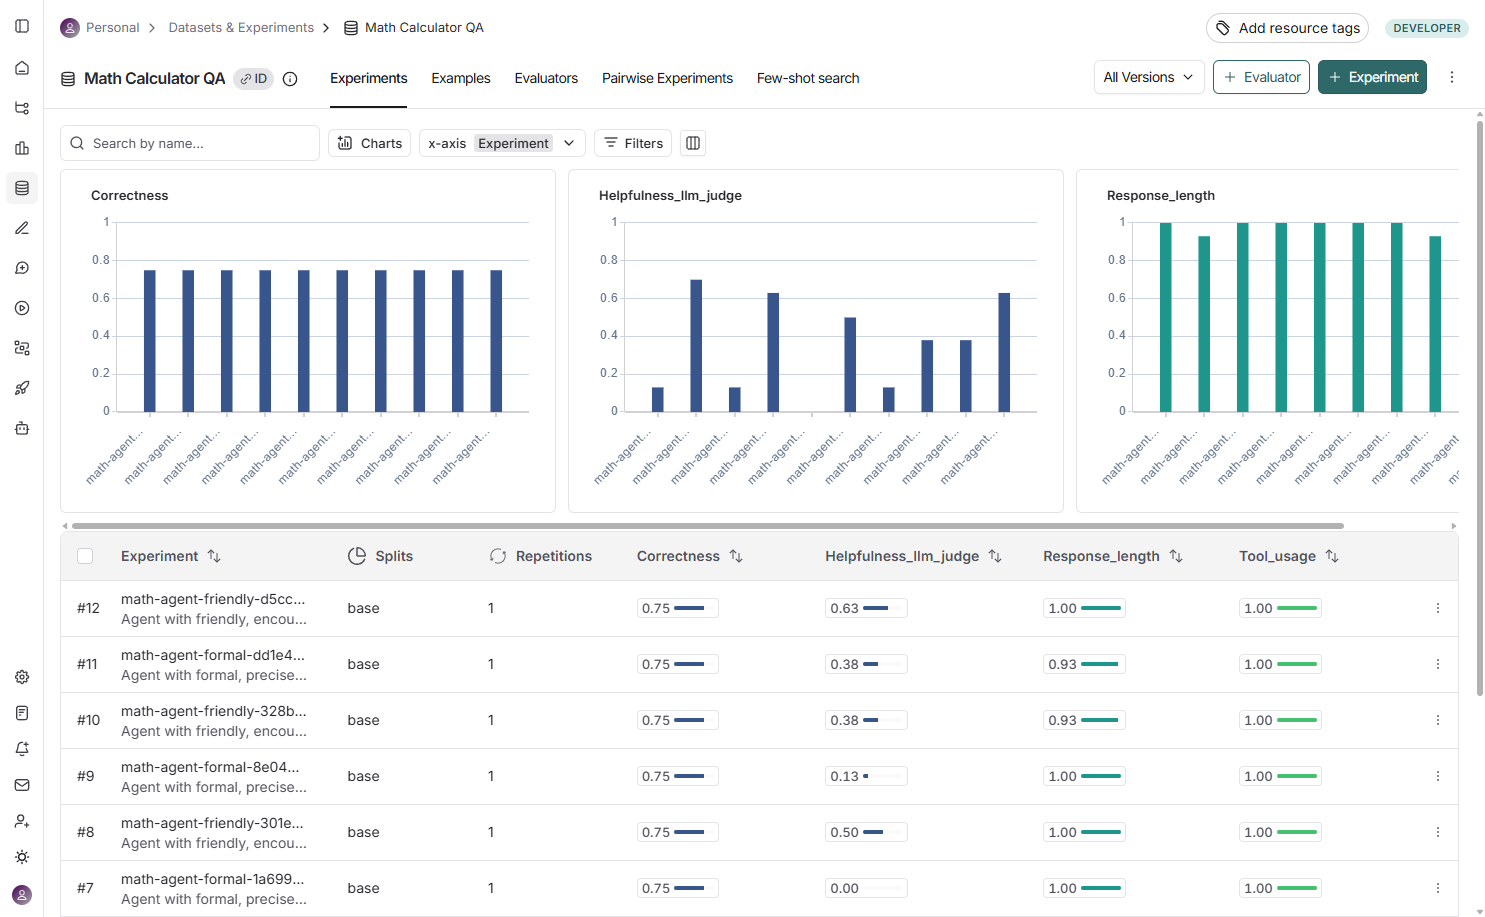 Personal > Datasets & Experiments > Math Calculator QA
Add resource tags
DEVELOPER
Math Calculator QA
ID
Experiments
Examples
Evaluators
Pairwise Experiments
Few-shot search
All Versions
+ Evaluator
+ Experiment
Search by name...
Charts
x-axis Experiment
Filters
Correctness
1
0.8
0.6
0.4
0.2
0
math-agent...
math-agent...
math-agent...
math-agent...
math-agent...
math-agent...
math-agent...
math-agent...
math-agent...
math-agent...
Helpfulness_llm_judge
1
0.8
0.6
0.4
0.2
0
math-agent...
math-agent...
math-agent...
math-agent...
math-agent...
math-agent...
math-agent...
math-agent...
math-agent...
math-agent...
Response_length
1
0.8
0.6
0.4
0.2
0
math-agent...
math-agent...
math-agent...
math-agent...
math-agent...
math-agent...
math-agent...
math-agent...
Experiment Splits Repetitions Correctness Helpfulness_llm_judge Response_length Tool_usage
#12 math-agent-friendly-d5cc... base 1 0.75 0.63 1.00 1.00
Agent with friendly, encou...
#11 math-agent-formal-dd1e4... base 1 0.75 0.38 0.93 1.00
Agent with formal, precise...
#10 math-agent-friendly-328b... base 1 0.75 0.38 0.93 1.00
Agent with friendly, encou...
#9 math-agent-formal-8e04... base 1 0.75 0.13 1.00 1.00
Agent with formal, precise...
#8 math-agent-friendly-301e... base 1 0.75 0.50 1.00 1.00
Agent with friendly, encou...
#7 math-agent-formal-1a699... base 1 0.75 0.00 1.00 1.00
Agent with formal, precise...